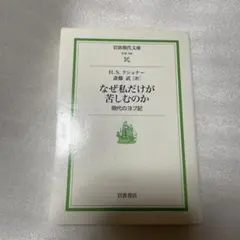 岩波現代文庫
H. S. クシュナー
斎藤 武［訳］
なぜ私だけが
苦しむのか
現代のヨブ記
岩波書店